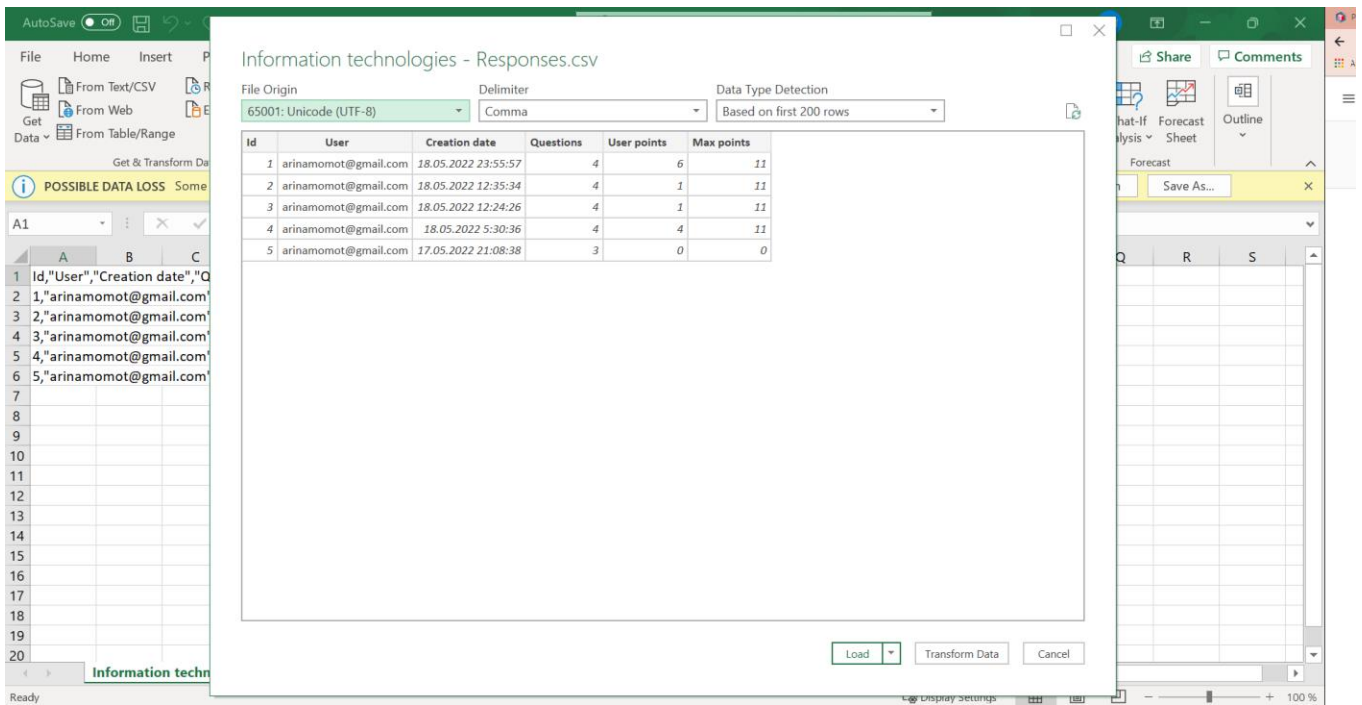 AutoSave Off
File Home Insert P
Share Comments
From Text/CSV
From Web
From Table/Range
Get
Data
Get & Transform Da
hat-If
alysis
Forecast
Sheet
Outline
Forecast
POSSIBLE DATA LOSS Some
Save As...
A1
A B C Q R S
1 Id,"User","Creation date","Q
2 1,"arinamomot@gmail.com"
3 2,"arinamomot@gmail.com"
4 3,"arinamomot@gmail.com"
5 4,"arinamomot@gmail.com"
6 5,"arinamomot@gmail.com"
7
8
9
10
11
12
13
14
15
16
17
18
19
20
Information techn
Ready
Display Settings
100 %
Information technologies - Responses.csv
File Origin Delimiter Data Type Detection
65001: Unicode (UTF-8) Comma Based on first 200 rows
Id User Creation date Questions User points Max points
1 arinamomot@gmail.com 18.05.2022 23:55:57 4 6 11
2 arinamomot@gmail.com 18.05.2022 12:35:34 4 1 11
3 arinamomot@gmail.com 18.05.2022 12:24:26 4 1 11
4 arinamomot@gmail.com 18.05.2022 5:30:36 4 4 11
5 arinamomot@gmail.com 17.05.2022 21:08:38 3 0 0
Load Transform Data Cancel